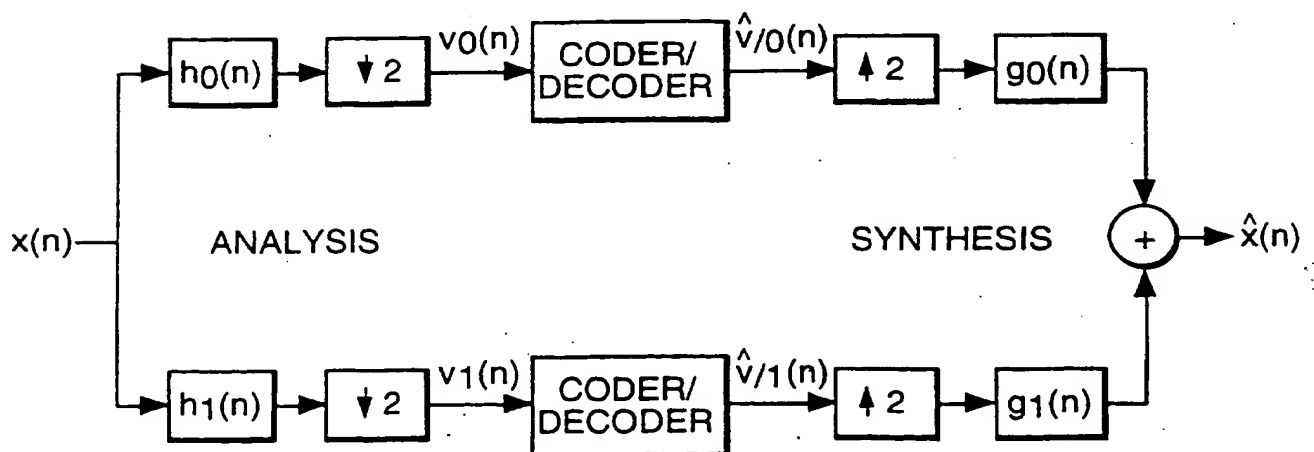 v0(n)
v̂/0(n)
h0(n)
↓ 2
CODER/
DECODER
↑ 2
g0(n)
x(n)
ANALYSIS
SYNTHESIS
+
x̂(n)
v1(n)
v̂/1(n)
h1(n)
↓ 2
CODER/
DECODER
↑ 2
g1(n)